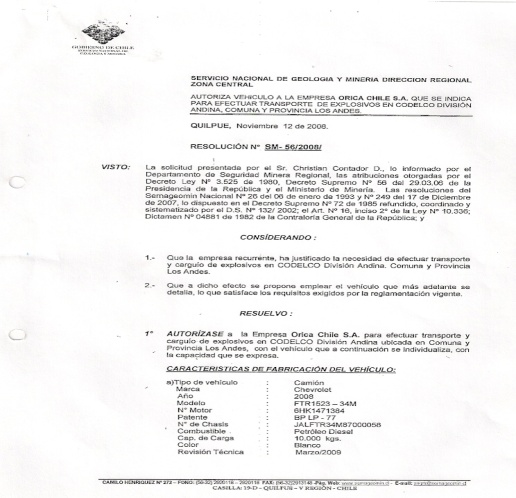 GOBIERNO DE CHILE
SERVICIO NACIONAL DE
GEOLOGIA Y MINERIA
SERVICIO NACIONAL DE GEOLOGIA Y MINERIA DIRECCION REGIONAL
ZONA CENTRAL
AUTORIZA VEHICULO A LA EMPRESA ORICA CHILE S.A. QUE SE INDICA
PARA EFECTUAR TRANSPORTE DE EXPLOSIVOS EN CODELCO DIVISIÓN
ANDINA, COMUNA Y PROVINCIA LOS ANDES.
QUILPUE, Noviembre 12 de 2008.
RESOLUCIÓN Nº SM- 56/2008/
VISTO: La solicitud presentada por el Sr. Christian Contador D., lo informado por el
Departamento de Seguridad Minera Regional, las atribuciones otorgadas por el
Decreto Ley Nº 3.525 de 1980, Decreto Supremo Nº 56 del 29.03.06 de la
Presidencia de la República y el Ministerio de Minería. Las resoluciones del
Sernageomin Nacional Nº 26 del 06 de enero de 1993 y Nº 249 del 17 de Diciembre
de 2007, lo dispuesto en el Decreto Supremo Nº 72 de 1985 refundido, coordinado y
sistematizado por el D.S. Nº 132/ 2002; el Art. Nº 16, inciso 2º de la Ley Nº 10.336;
Dictamen Nº 04881 de 1982 de la Contraloría General de la República; y
CONSÍDERANDO :
1.- Que la empresa recurrente, ha justificado la necesidad de efectuar transporte
y carguío de explosivos en CODELCO División Andina. Comuna y Provincia
Los Andes.
2.- Que a dicho efecto se propone emplear el vehículo que más adelante se
detalla, lo que satisface los requisitos exigidos por la reglamentación vigente.
RESUELVO :
1° AUTORÍZASE a la Empresa Orica Chile S.A. para efectuar transporte y
carguío de explosivos en CODELCO División Andina ubicada en Comuna y
Provincia Los Andes, con el vehículo que a continuación se individualiza, con
la capacidad que se expresa.
CARACTERISTICAS DE FABRICACIÓN DEL VEHÍCULO:
a)Tipo de vehículo : Camión
Marca : Chevrolet
Año : 2008
Modelo : FTR1523 – 34M
N° Motor : 6HK1471384
Patente : BP LP - 77
N° de Chasis : JALFTR34M87000058
Combustible : Petróleo Diesel
Cap. de Carga : 10.000 kgs.
Color : Blanco
Revisión Técnica : Marzo/2009
CAMILO HENRIQUEZ Nº 272 – FONO: FAX: Pág. Web: www.sernageomin.cl - E-mail:
CASILLA: 19-D – QUILPUE – V REGIÓN - CHILE